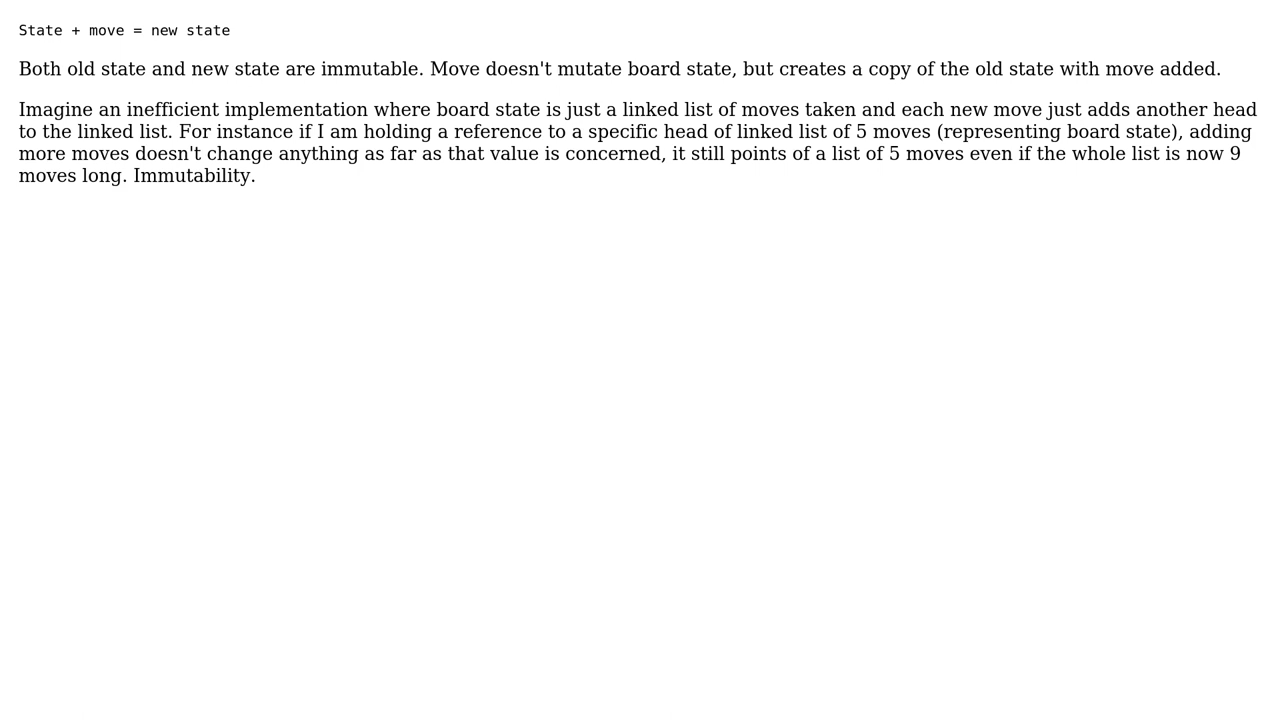 State + move = new state
Both old state and new state are immutable. Move doesn't mutate board state, but creates a copy of the old state with move added.
Imagine an inefficient implementation where board state is just a linked list of moves taken and each new move just adds another head
to the linked list. For instance if I am holding a reference to a specific head of linked list of 5 moves (representing board state), adding
more moves doesn't change anything as far as that value is concerned, it still points of a list of 5 moves even if the whole list is now 9
moves long. Immutability.